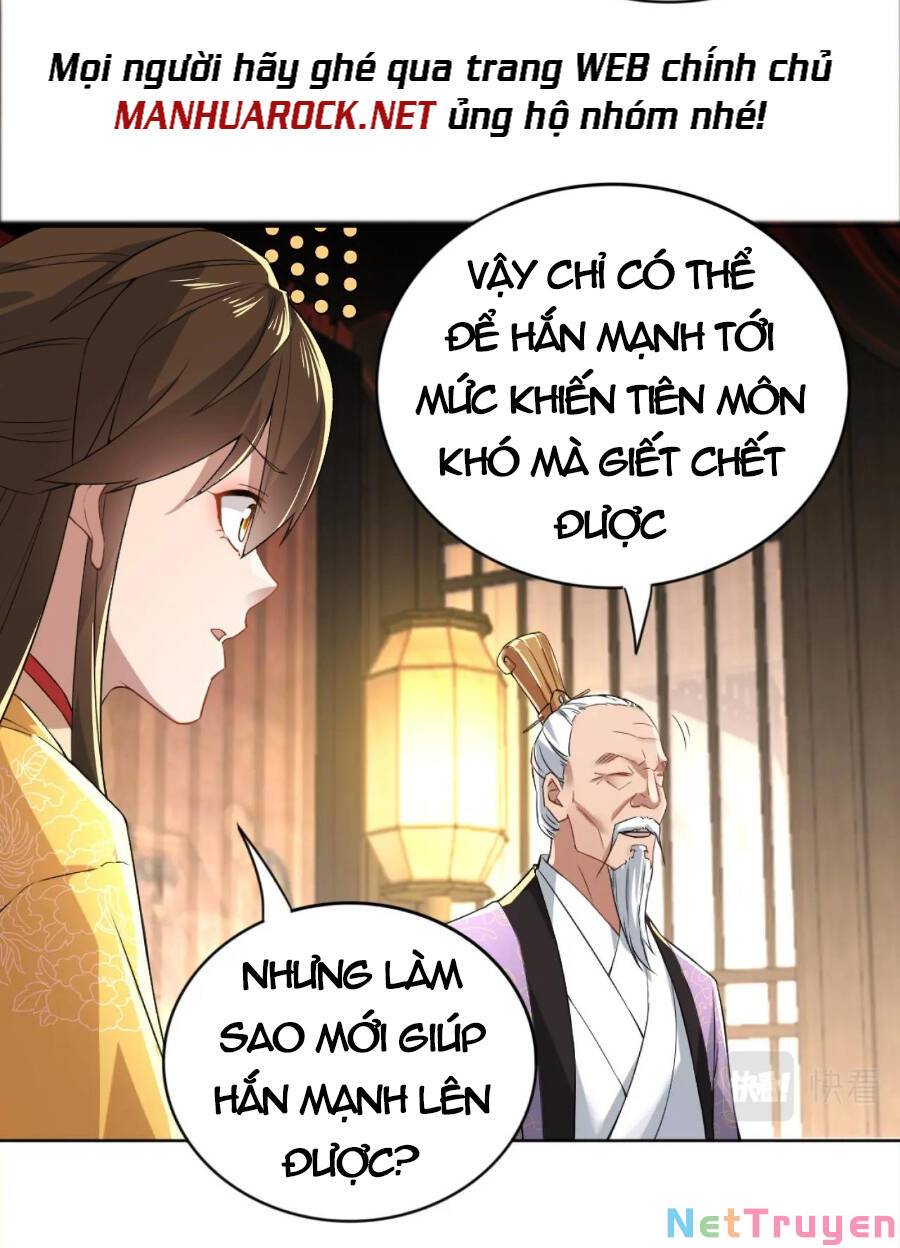 Mọi người hãy ghé qua trang WEB chính chủ
MANHUAROCK.NET ủng hộ nhóm nhé!
VẬY CHỈ CÓ THỂ
ĐỂ HẮN MẠNH TỚI
MỨC KHIẾN TIÊN MÔN
KHÓ MÀ GIẾT CHẾT
ĐƯỢC
NHƯNG LÀM
SAO MỚI GIÚP
HẮN MẠNH LÊN
ĐƯỢC?
快看! 快看
NetTruyen